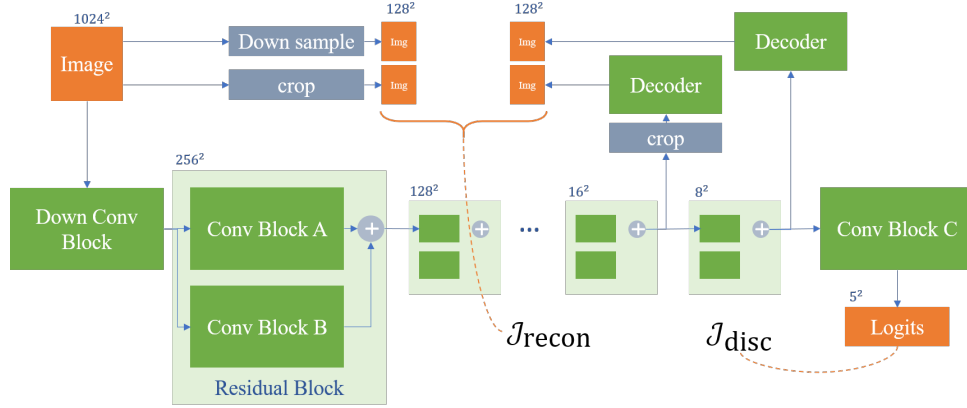 1024²
128²
128²
Image
Down sample
Img
Img
Decoder
crop
Img
Img
Decoder
crop
256²
128²
16²
8²
Down Conv
Block
Conv Block A
+
+
...
+
+
Conv Block C
Conv Block B
5²
𝒥recon
𝒥disc
Logits
Residual Block